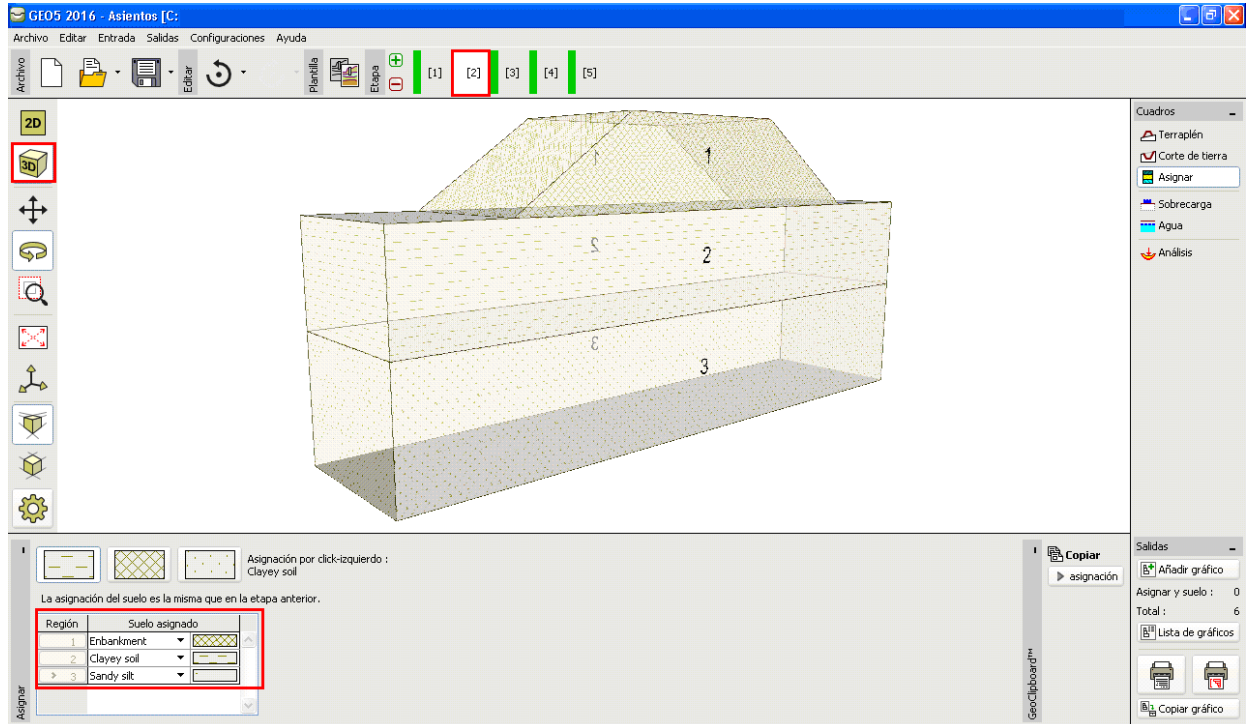 GEO5 2016 - Asientos [C:
Archivo Editar Entrada Salidas Configuraciones Ayuda
Archivo
Editar
Plantilla
Etapa
[1] [2] [3] [4] [5]
2D
3D
1 1
2 2
3 3
Cuadros
Terraplén
Corte de tierra
Asignar
Sobrecarga
Agua
Análisis
Asignar
Asignación por click-izquierdo :
Clayey soil
La asignación del suelo es la misma que en la etapa anterior.
Región Suelo asignado
1 Enbankment
2 Clayey soil
> 3 Sandy silt
GeoClipboard™
Copiar
asignación
Salidas
Añadir gráfico
Asignar y suelo : 0
Total : 6
Lista de gráficos
Copiar gráfico